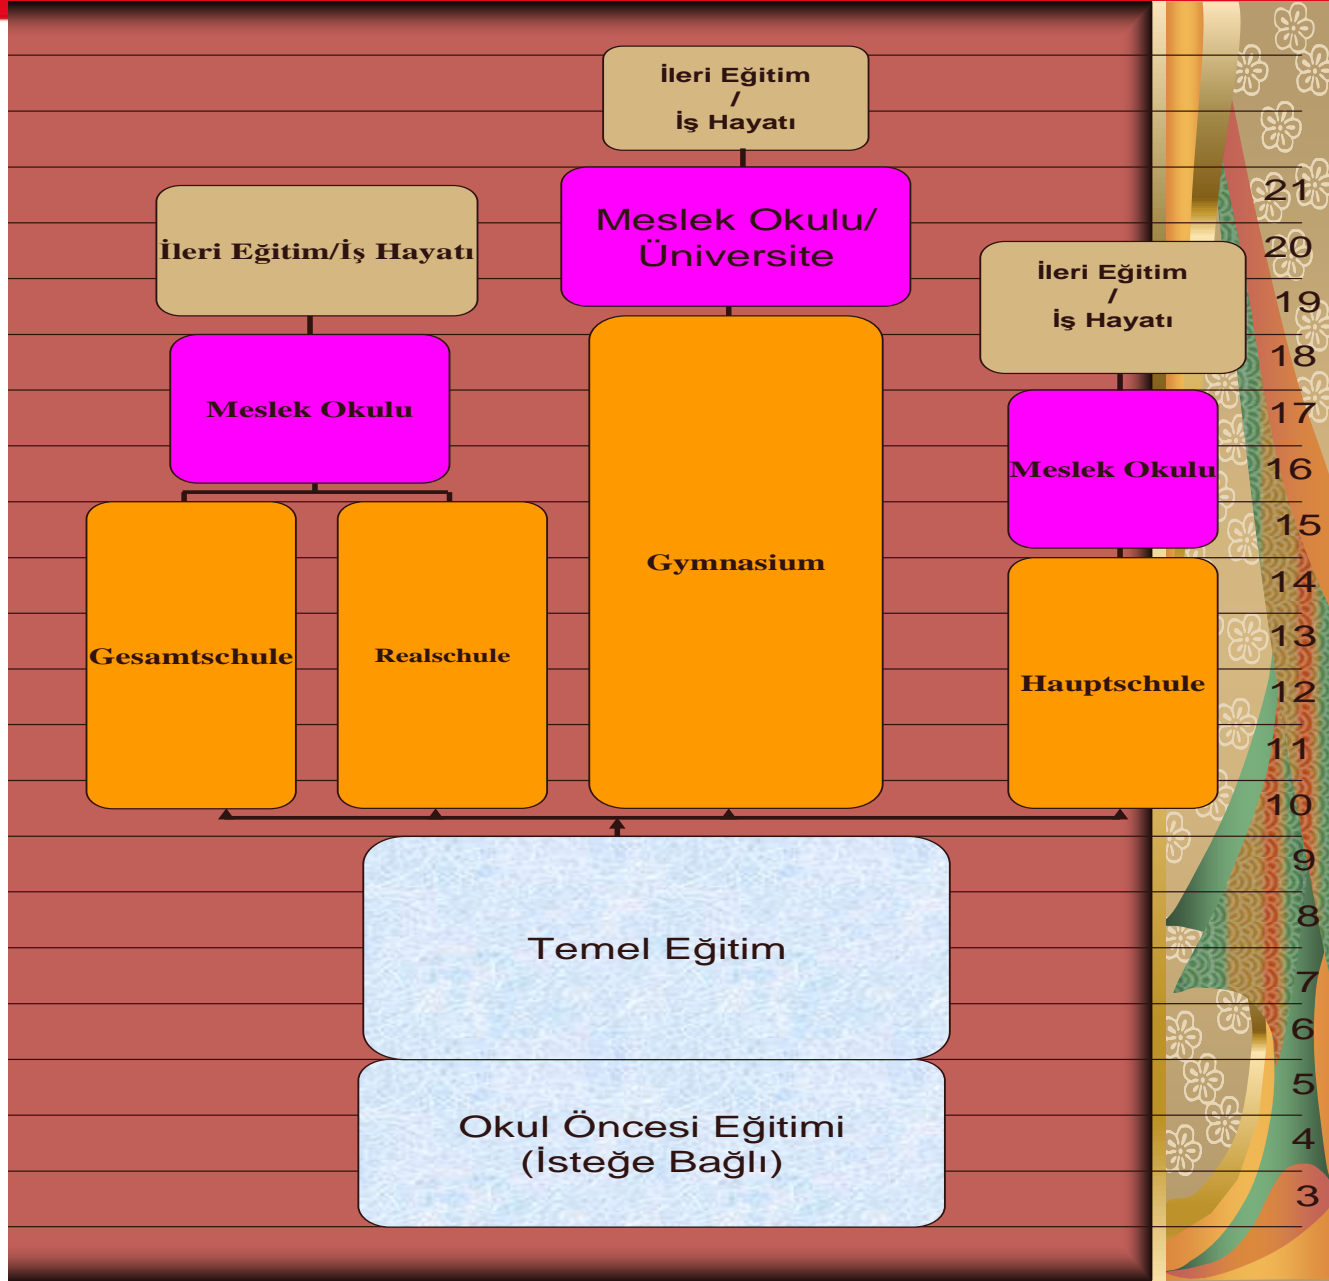 İleri Eğitim
/
İş Hayatı
Meslek Okulu/
Üniversite
İleri Eğitim/İş Hayatı
İleri Eğitim
/
İş Hayatı
Meslek Okulu
Meslek Okulu
Gymnasium
Gesamtschule
Realschule
Hauptschule
Temel Eğitim
Okul Öncesi Eğitimi
(İsteğe Bağlı)
21
20
19
18
17
16
15
14
13
12
11
10
9
8
7
6
5
4
3